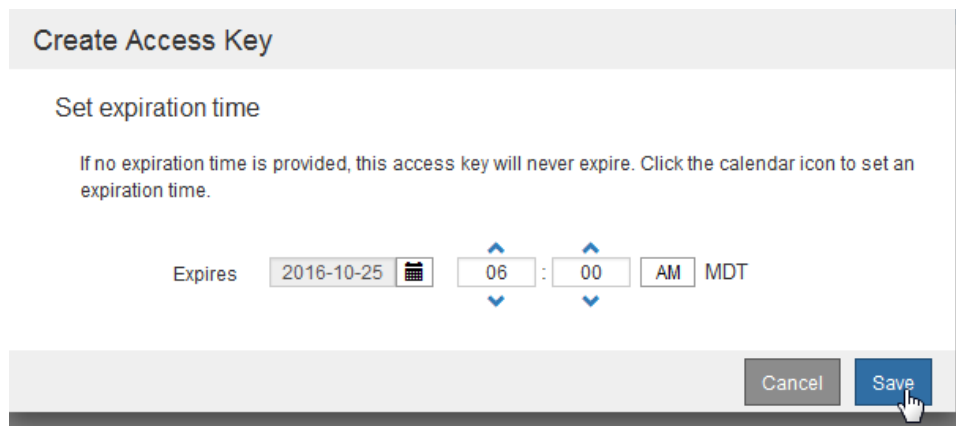 Create Access Key
Set expiration time
If no expiration time is provided, this access key will never expire. Click the calendar icon to set an
expiration time.
Expires 2016-10-25 06 : 00 AM MDT
Cancel Save